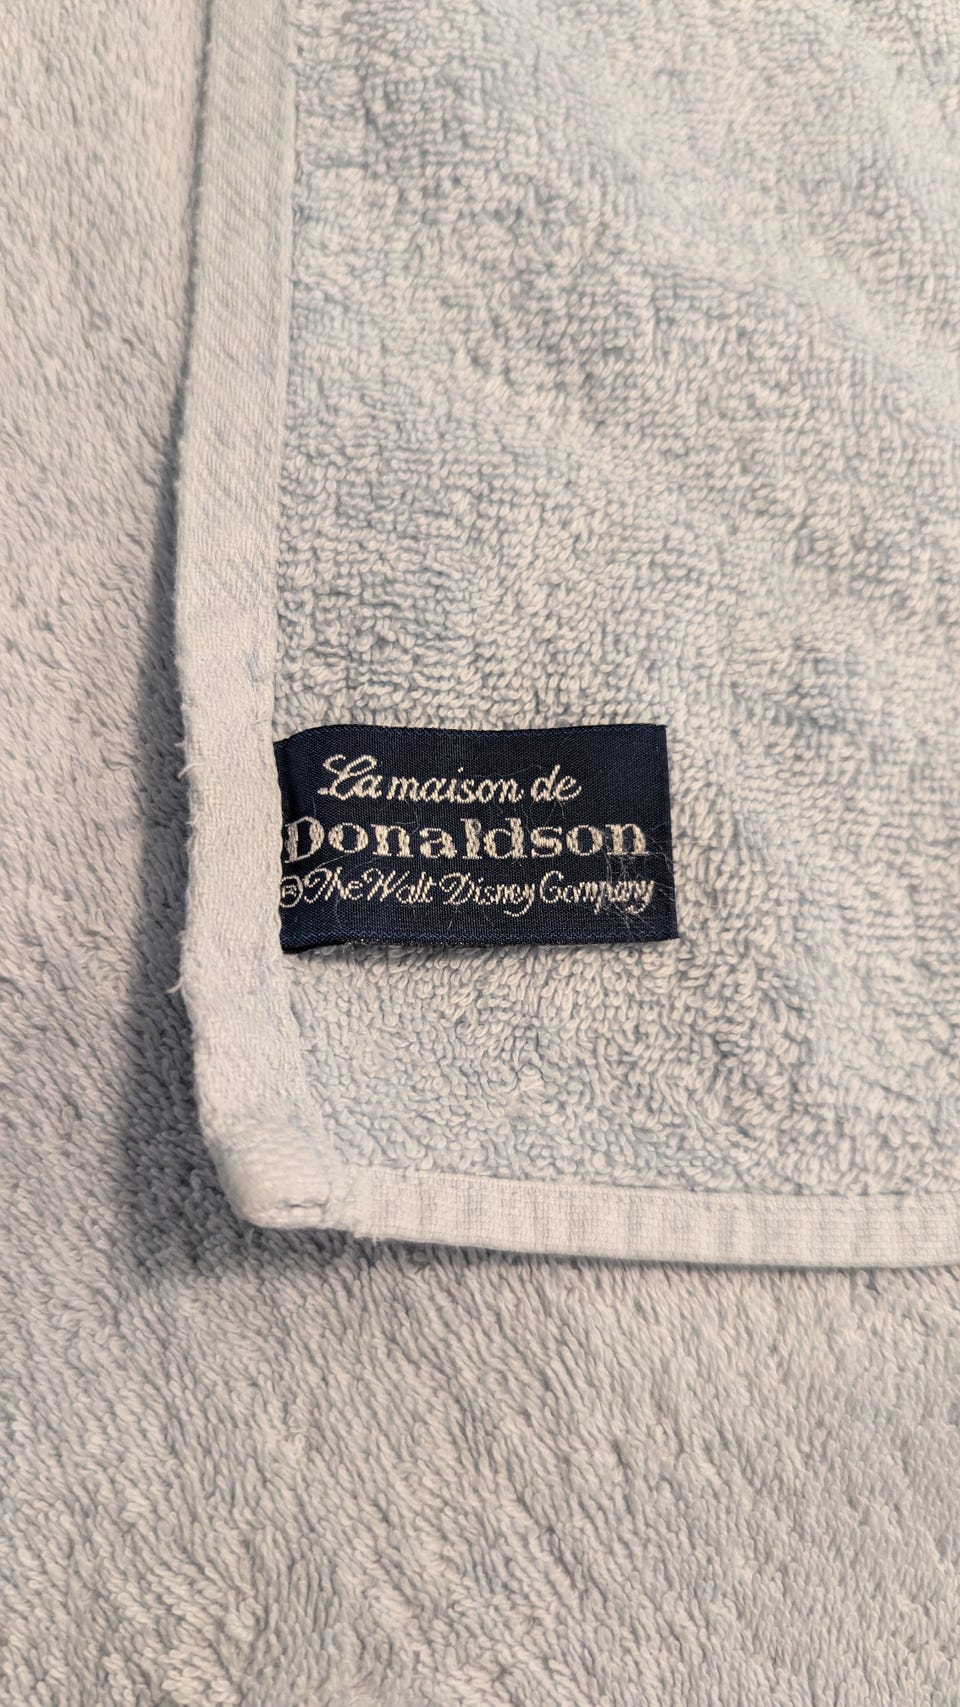 La maison de
Donaldson
®The Walt Disney Company